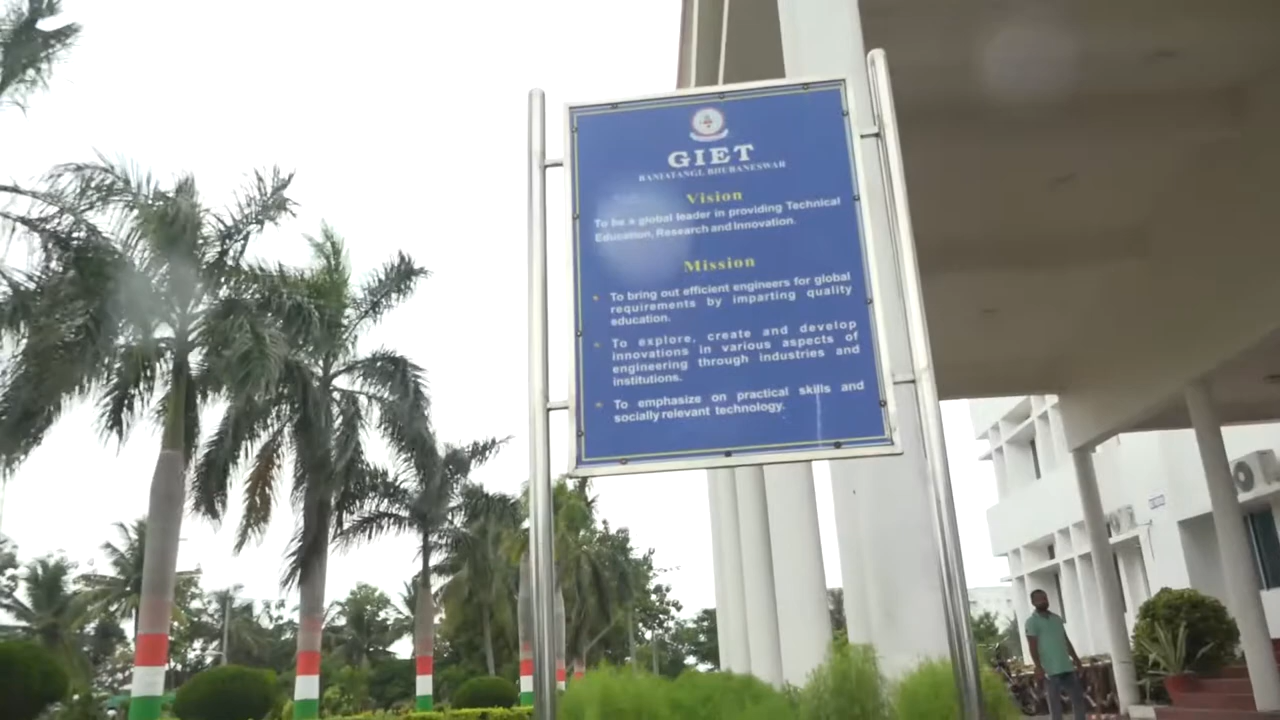 GIET
BANIATANGI, BHUBANESWAR
Vision
To be a global leader in providing Technical
Education, Research and Innovation.
Mission
To bring out efficient engineers for global
requirements by imparting quality
education.
To explore, create and develop
innovations in various aspects of
engineering through industries and
institutions.
To emphasize on practical skills and
socially relevant technology.